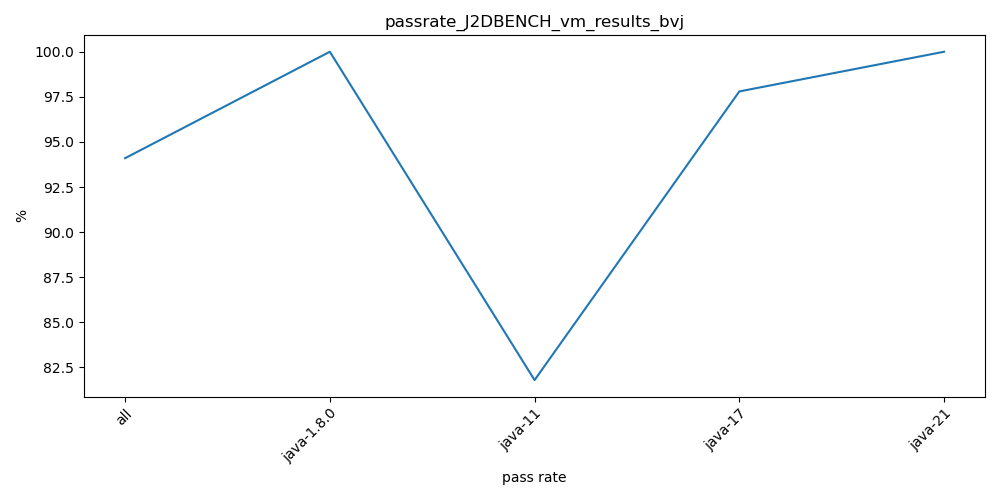 passrate_J2DBENCH_vm_results_bvj
100.0
97.5
95.0
92.5
90.0
87.5
85.0
82.5
%
all
java-1.8.0
java-11
java-17
java-21
pass rate